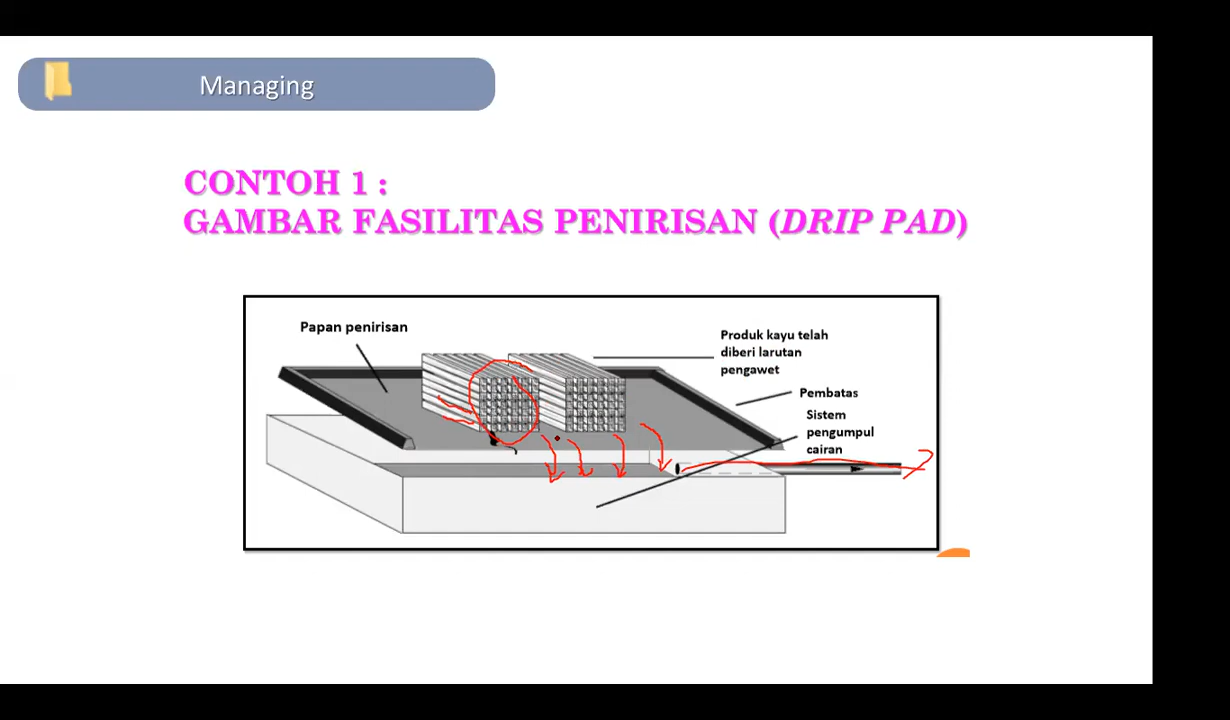 Managing
CONTOH 1 :
GAMBAR FASILITAS PENIRISAN (DRIP PAD)
Papan penirisan
Produk kayu telah
diberi larutan
pengawet
Pembatas
Sistem
pengumpul
cairan